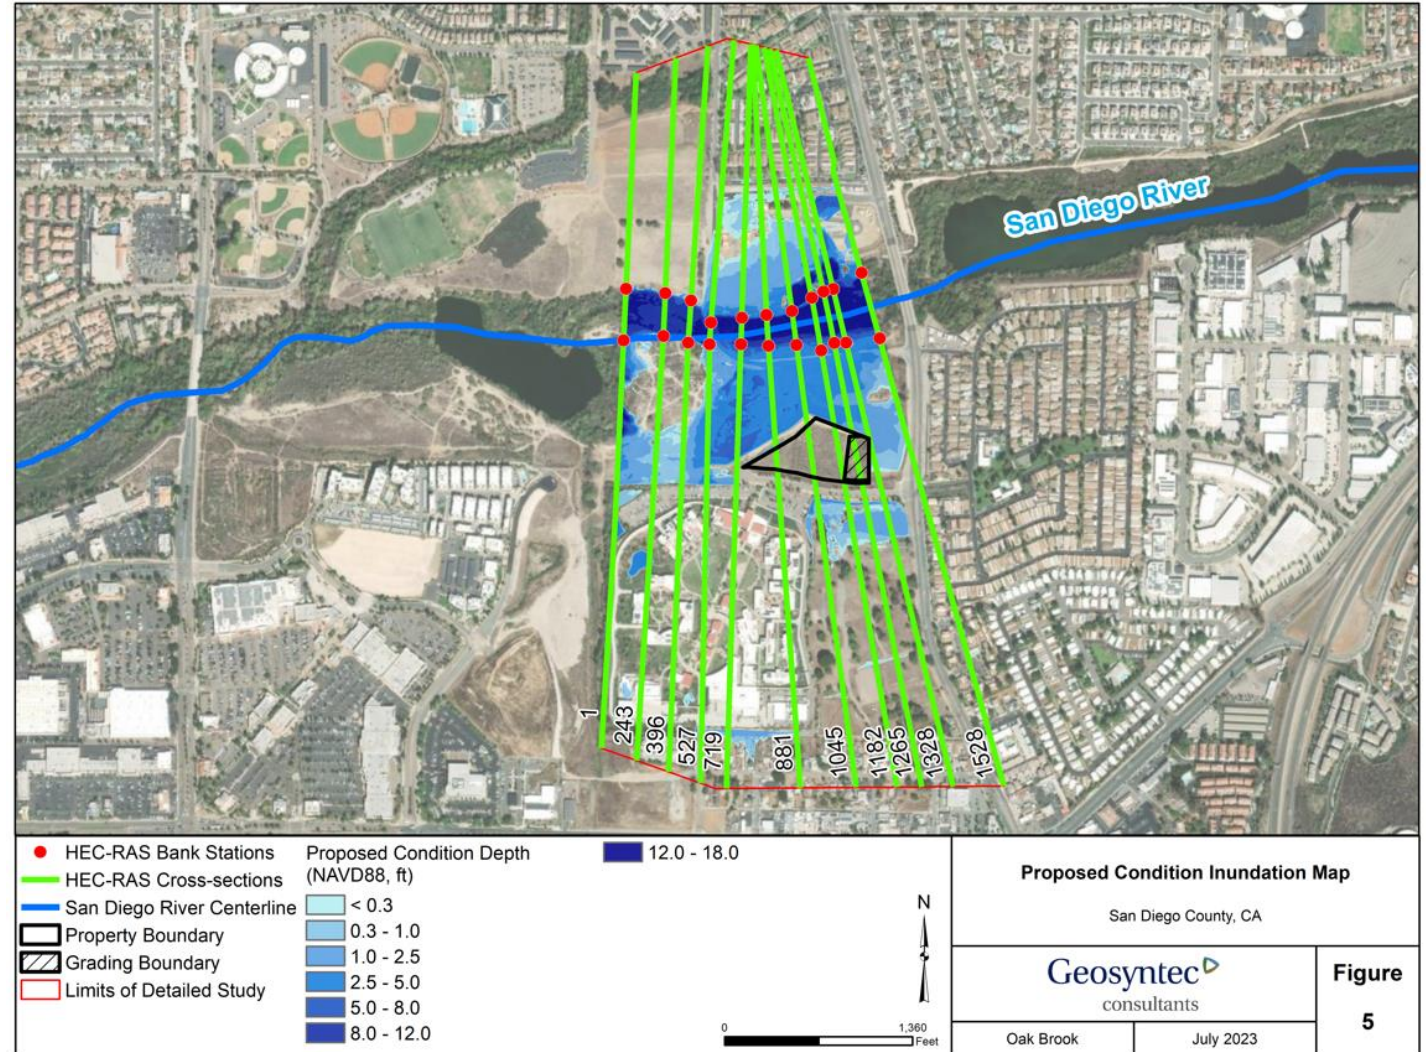 San Diego River
1
243
396
527
719
881
1045
1182
1265
1328
1528
HEC-RAS Bank Stations
HEC-RAS Cross-sections
San Diego River Centerline
Property Boundary
Grading Boundary
Limits of Detailed Study
Proposed Condition Depth
(NAVD88, ft)
< 0.3
0.3 - 1.0
1.0 - 2.5
2.5 - 5.0
5.0 - 8.0
8.0 - 12.0
12.0 - 18.0
N
0
1,360
Feet
Proposed Condition Inundation Map
San Diego County, CA
Geosyntec
consultants
Figure
5
Oak Brook
July 2023